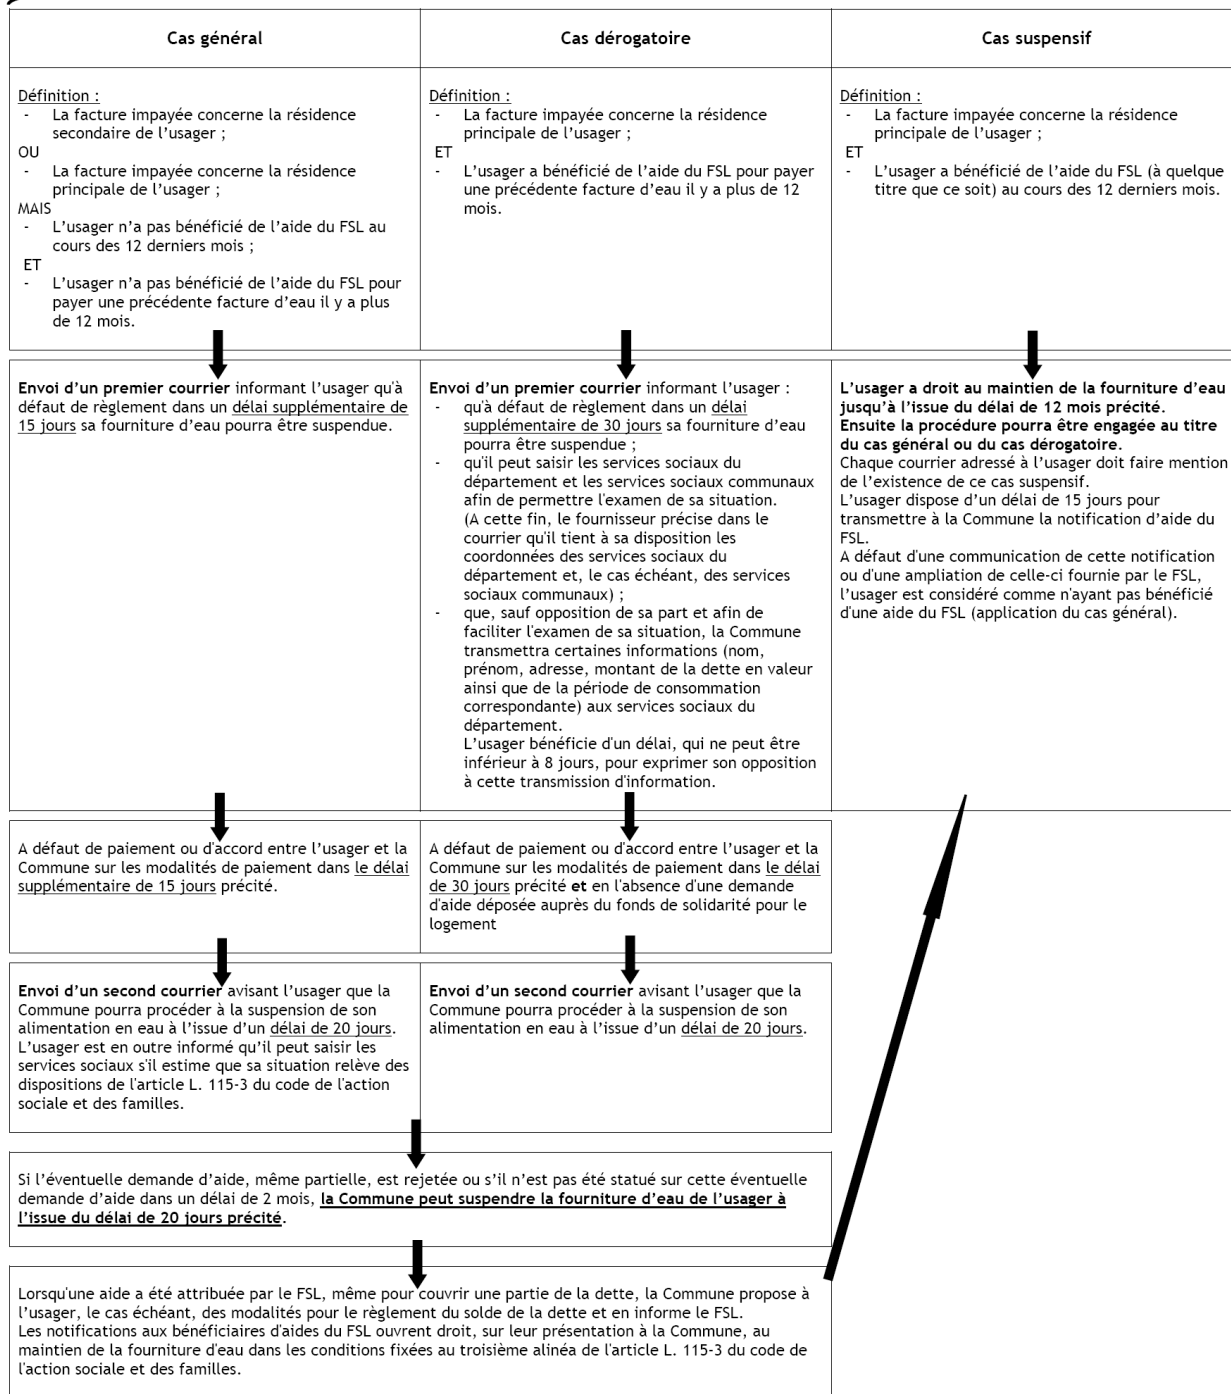 Cas général
Cas dérogatoire
Cas suspensif
Définition :
- La facture impayée concerne la résidence
secondaire de l’usager ;
OU
- La facture impayée concerne la résidence
principale de l’usager ;
MAIS
- L’usager n’a pas bénéficié de l’aide du FSL au
cours des 12 derniers mois ;
ET
- L’usager n’a pas bénéficié de l’aide du FSL pour
payer une précédente facture d’eau il y a plus
de 12 mois.
Définition :
- La facture impayée concerne la résidence
principale de l’usager ;
ET
- L’usager a bénéficié de l’aide du FSL pour payer
une précédente facture d’eau il y a plus de 12
mois.
Définition :
- La facture impayée concerne la résidence
principale de l’usager ;
ET
- L’usager a bénéficié de l’aide du FSL (à quelque
titre que ce soit) au cours des 12 derniers mois.
Envoi d’un premier courrier informant l’usager qu'à
défaut de règlement dans un délai supplémentaire de
15 jours sa fourniture d’eau pourra être suspendue.
Envoi d’un premier courrier informant l’usager :
- qu'à défaut de règlement dans un délai
supplémentaire de 30 jours sa fourniture d’eau
pourra être suspendue ;
- qu'il peut saisir les services sociaux du
département et les services sociaux communaux
afin de permettre l'examen de sa situation.
(A cette fin, le fournisseur précise dans le
courrier qu'il tient à sa disposition les
coordonnées des services sociaux du
département et, le cas échéant, des services
sociaux communaux) ;
- que, sauf opposition de sa part et afin de
faciliter l'examen de sa situation, la Commune
transmettra certaines informations (nom,
prénom, adresse, montant de la dette en valeur
ainsi que de la période de consommation
correspondante) aux services sociaux du
département.
L’usager bénéficie d'un délai, qui ne peut être
inférieur à 8 jours, pour exprimer son opposition
à cette transmission d'information.
L’usager a droit au maintien de la fourniture d’eau
jusqu’à l’issue du délai de 12 mois précité.
Ensuite la procédure pourra être engagée au titre
du cas général ou du cas dérogatoire.
Chaque courrier adressé à l’usager doit faire mention
de l’existence de ce cas suspensif.
L’usager dispose d’un délai de 15 jours pour
transmettre à la Commune la notification d’aide du
FSL.
A défaut d'une communication de cette notification
ou d'une ampliation de celle-ci fournie par le FSL,
l’usager est considéré comme n'ayant pas bénéficié
d'une aide du FSL (application du cas général).
A défaut de paiement ou d'accord entre l’usager et la
Commune sur les modalités de paiement dans le délai
supplémentaire de 15 jours précité.
A défaut de paiement ou d'accord entre l’usager et la
Commune sur les modalités de paiement dans le délai
de 30 jours précité et en l'absence d'une demande
d'aide déposée auprès du fonds de solidarité pour le
logement
Envoi d’un second courrier avisant l’usager que la
Commune pourra procéder à la suspension de son
alimentation en eau à l’issue d’un délai de 20 jours.
L’usager est en outre informé qu’il peut saisir les
services sociaux s'il estime que sa situation relève des
dispositions de l'article L. 115-3 du code de l'action
sociale et des familles.
Envoi d’un second courrier avisant l’usager que la
Commune pourra procéder à la suspension de son
alimentation en eau à l’issue d’un délai de 20 jours.
Si l’éventuelle demande d’aide, même partielle, est rejetée ou s’il n’est pas été statué sur cette éventuelle
demande d’aide dans un délai de 2 mois, la Commune peut suspendre la fourniture d’eau de l’usager à
l’issue du délai de 20 jours précité.
Lorsqu'une aide a été attribuée par le FSL, même pour couvrir une partie de la dette, la Commune propose à
l’usager, le cas échéant, des modalités pour le règlement du solde de la dette et en informe le FSL.
Les notifications aux bénéficiaires d'aides du FSL ouvrent droit, sur leur présentation à la Commune, au
maintien de la fourniture d'eau dans les conditions fixées au troisième alinéa de l'article L. 115-3 du code de
l'action sociale et des familles.